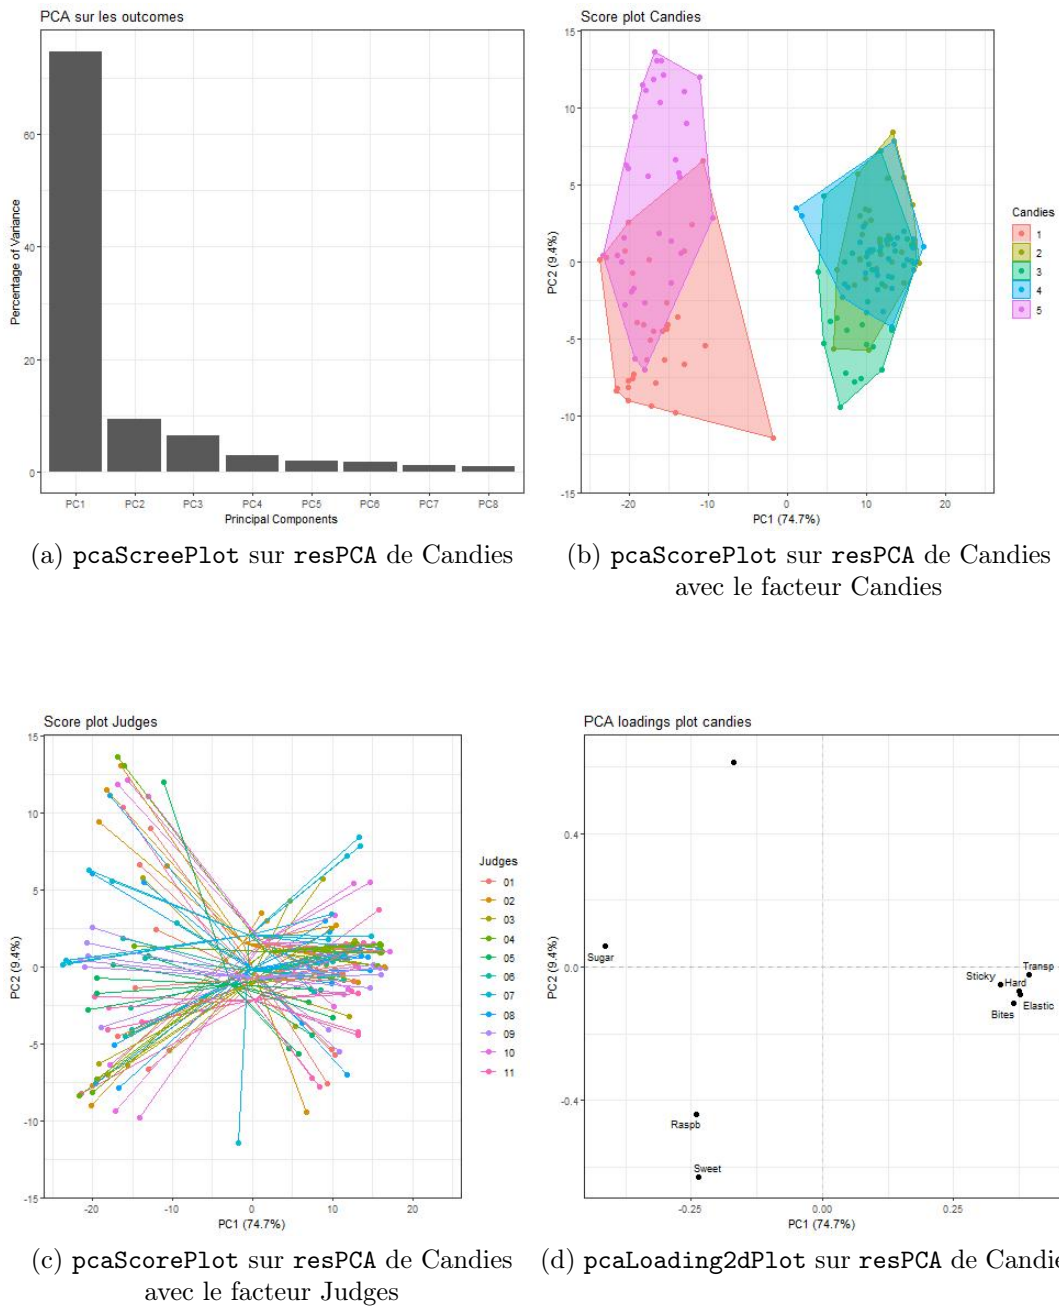 PCA sur les outcomes
Percentage of Variance
60
40
20
0
PC1 PC2 PC3 PC4 PC5 PC6 PC7 PC8
Principal Components
(a) pcaScreePlot sur resPCA de Candies
Score plot Candies
PC2 (9.4%)
15
10
5
0
-5
-10
-15
-20 -10 0 10 20
PC1 (74.7%)
Candies
1
2
3
4
5
(b) pcaScorePlot sur resPCA de Candies
avec le facteur Candies
Score plot Judges
PC2 (9.4%)
15
10
5
0
-5
-10
-15
-20 -10 0 10 20
PC1 (74.7%)
Judges
01
02
03
04
05
06
07
08
09
10
11
(c) pcaScorePlot sur resPCA de Candies
avec le facteur Judges
PCA loadings plot candies
PC2 (9.4%)
0.4
0.0
-0.4
Sugar
Transp
Sticky
Hard
Elastic
Bites
Raspb
Sweet
-0.25 0.00 0.25
PC1 (74.7%)
(d) pcaLoading2dPlot sur resPCA de Candie